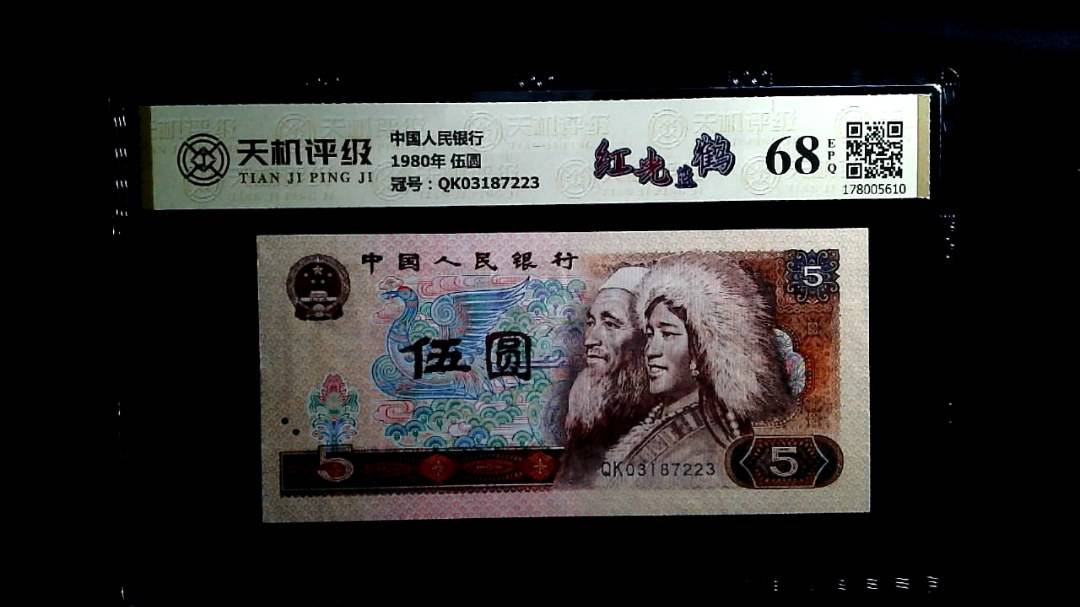 天机评级
TIAN JI PING JI
中国人民银行
1980年 伍圆
冠号：QK03187223
红光蓝鹤
68 EPQ
178005610
中国人民银行
5
伍圆
5
QK03187223
5